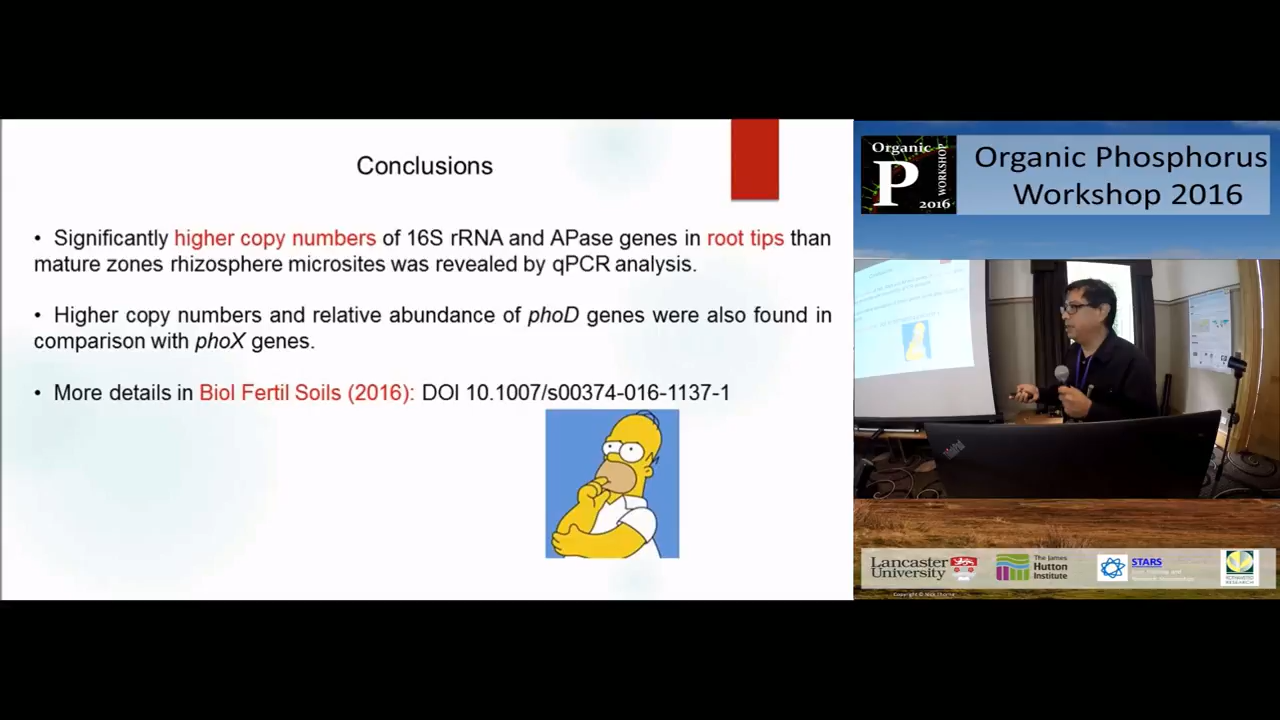 Conclusions
• Significantly higher copy numbers of 16S rRNA and APase genes in root tips than
mature zones rhizosphere microsites was revealed by qPCR analysis.
• Higher copy numbers and relative abundance of phoD genes were also found in
comparison with phoX genes.
• More details in Biol Fertil Soils (2016): DOI 10.1007/s00374-016-1137-1
Organic
P
WORKSHOP
2016
Organic Phosphorus
Workshop 2016
ThinkPad
Lancaster
University
The James
Hutton
Institute
STARS
ROTHAMSTED
RESEARCH